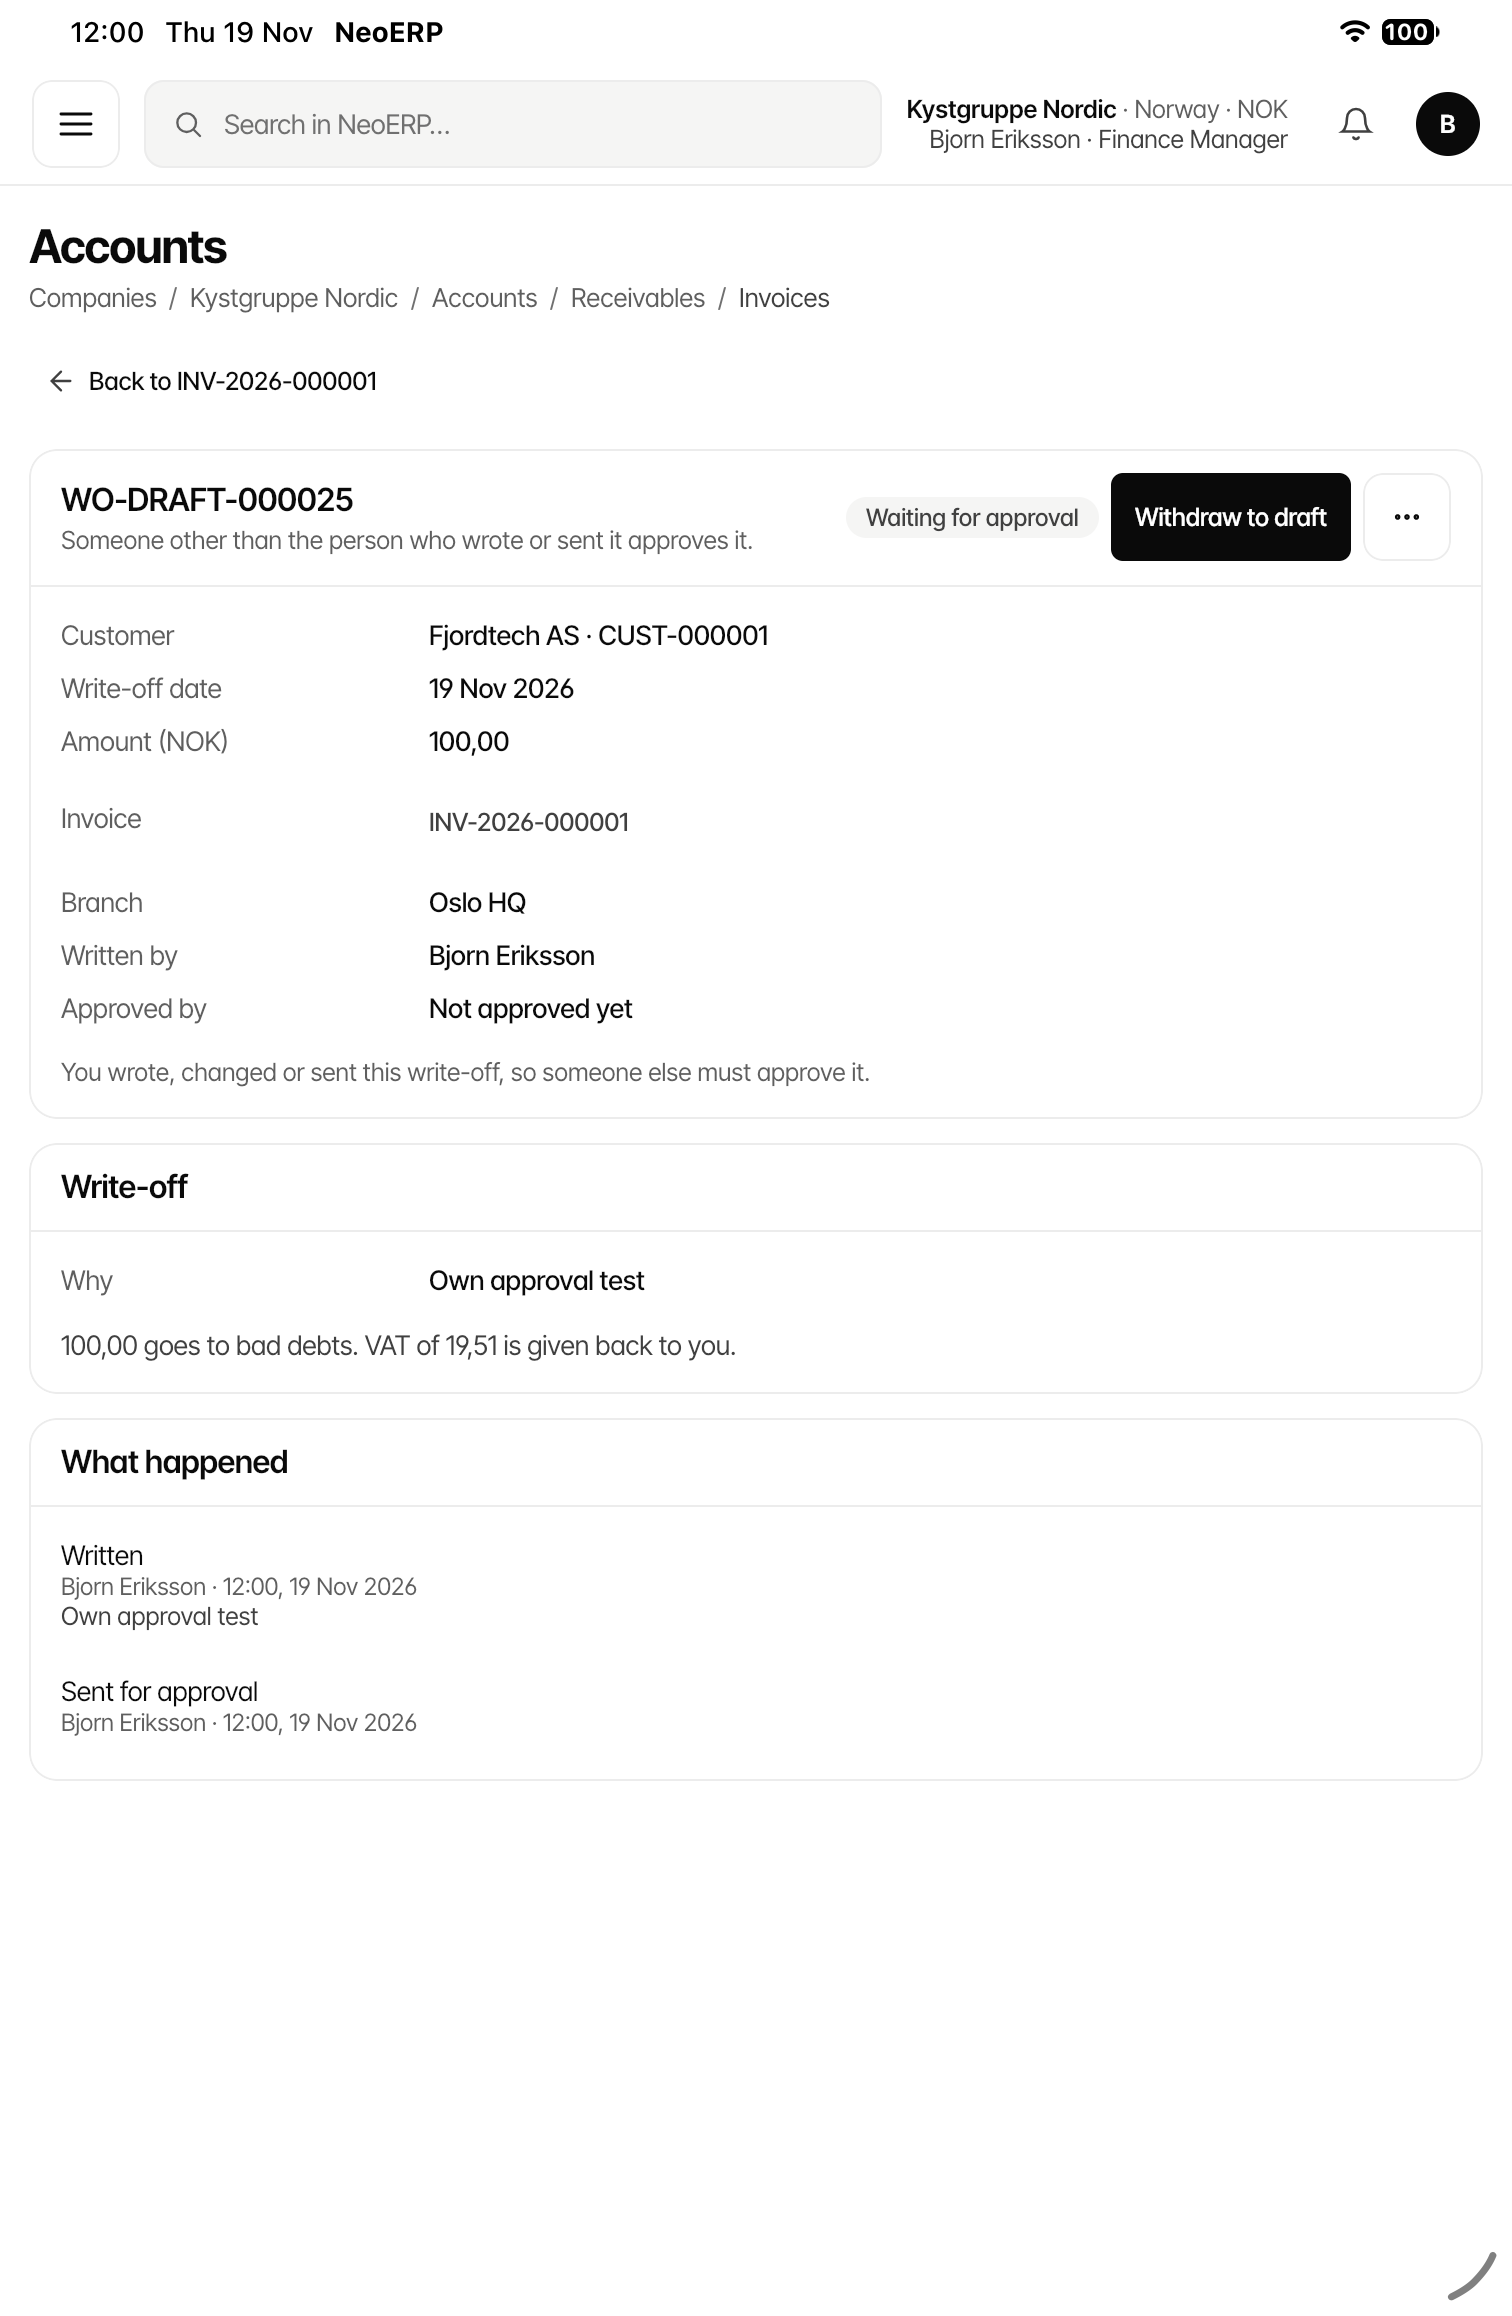 12:00 Thu 19 Nov NeoERP
100
Search in NeoERP...
Kystgruppe Nordic · Norway · NOK
Bjorn Eriksson · Finance Manager
B
Accounts
Companies / Kystgruppe Nordic / Accounts / Receivables / Invoices
Back to INV-2026-000001
WO-DRAFT-000025
Someone other than the person who wrote or sent it approves it.
Waiting for approval
Withdraw to draft
Customer Fjordtech AS · CUST-000001
Write-off date 19 Nov 2026
Amount (NOK) 100,00
Invoice INV-2026-000001
Branch Oslo HQ
Written by Bjorn Eriksson
Approved by Not approved yet
You wrote, changed or sent this write-off, so someone else must approve it.
Write-off
Why Own approval test
100,00 goes to bad debts. VAT of 19,51 is given back to you.
What happened
Written
Bjorn Eriksson · 12:00, 19 Nov 2026
Own approval test
Sent for approval
Bjorn Eriksson · 12:00, 19 Nov 2026